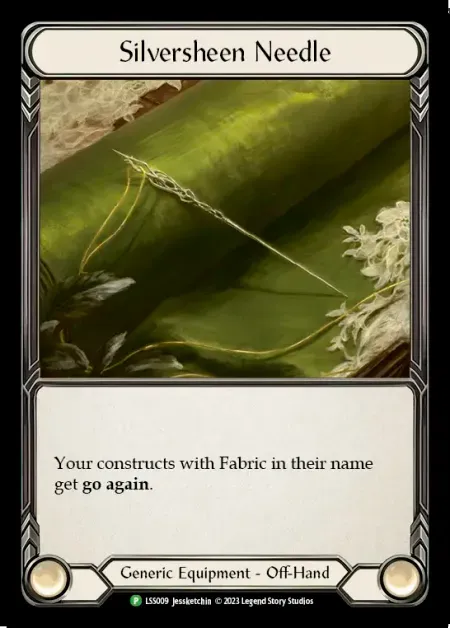 Silversheen Needle
Your constructs with Fabric in their name
get go again.
Generic Equipment - Off-Hand
P LSS009 Jessketchin © 2023 Legend Story Studios